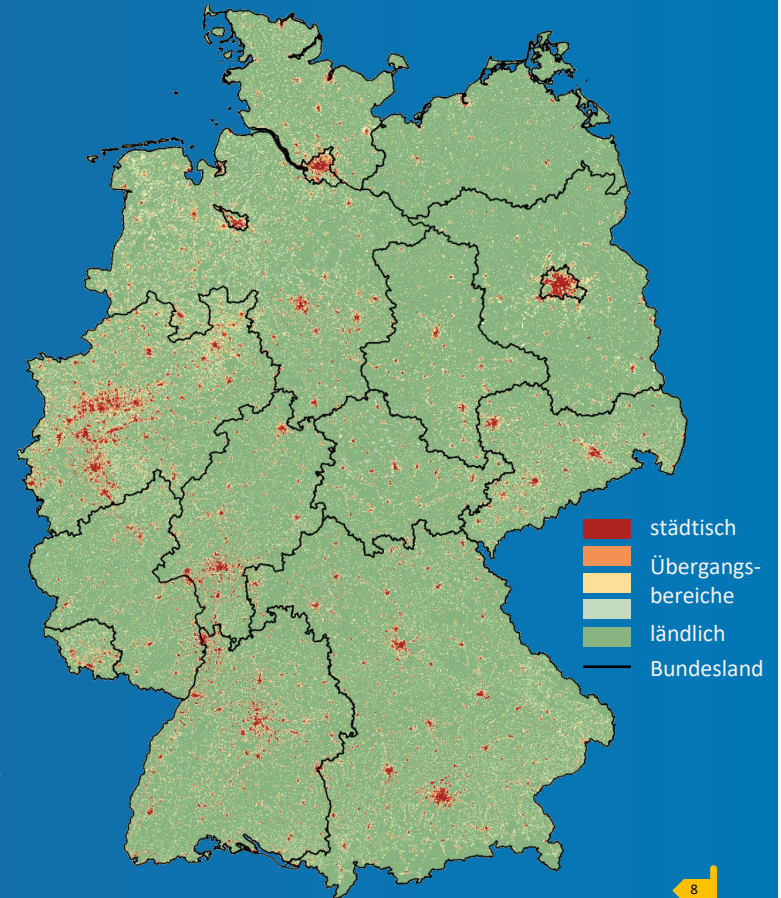 städtisch
Übergangs-
bereiche
ländlich
Bundesland
8